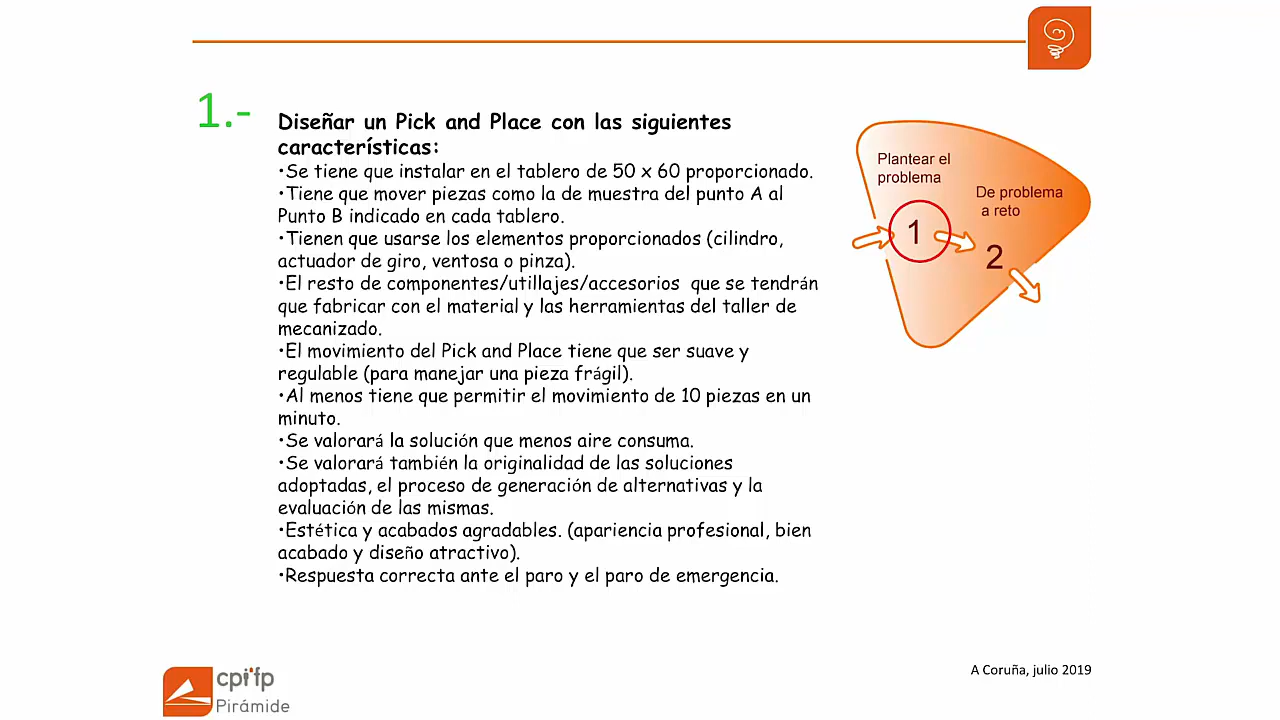 1.-
Diseñar un Pick and Place con las siguientes
características:
•Se tiene que instalar en el tablero de 50 x 60 proporcionado.
•Tiene que mover piezas como la de muestra del punto A al
Punto B indicado en cada tablero.
•Tienen que usarse los elementos proporcionados (cilindro,
actuador de giro, ventosa o pinza).
•El resto de componentes/utillajes/accesorios  que se tendrán
que fabricar con el material y las herramientas del taller de
mecanizado.
•El movimiento del Pick and Place tiene que ser suave y
regulable (para manejar una pieza frágil).
•Al menos tiene que permitir el movimiento de 10 piezas en un
minuto.
•Se valorará la solución que menos aire consuma.
•Se valorará también la originalidad de las soluciones
adoptadas, el proceso de generación de alternativas y la
evaluación de las mismas.
•Estética y acabados agradables. (apariencia profesional, bien
acabado y diseño atractivo).
•Respuesta correcta ante el paro y el paro de emergencia.
Plantear el
problema
De problema
a reto
1
2
cpi'fp
Pirámide
A Coruña, julio 2019